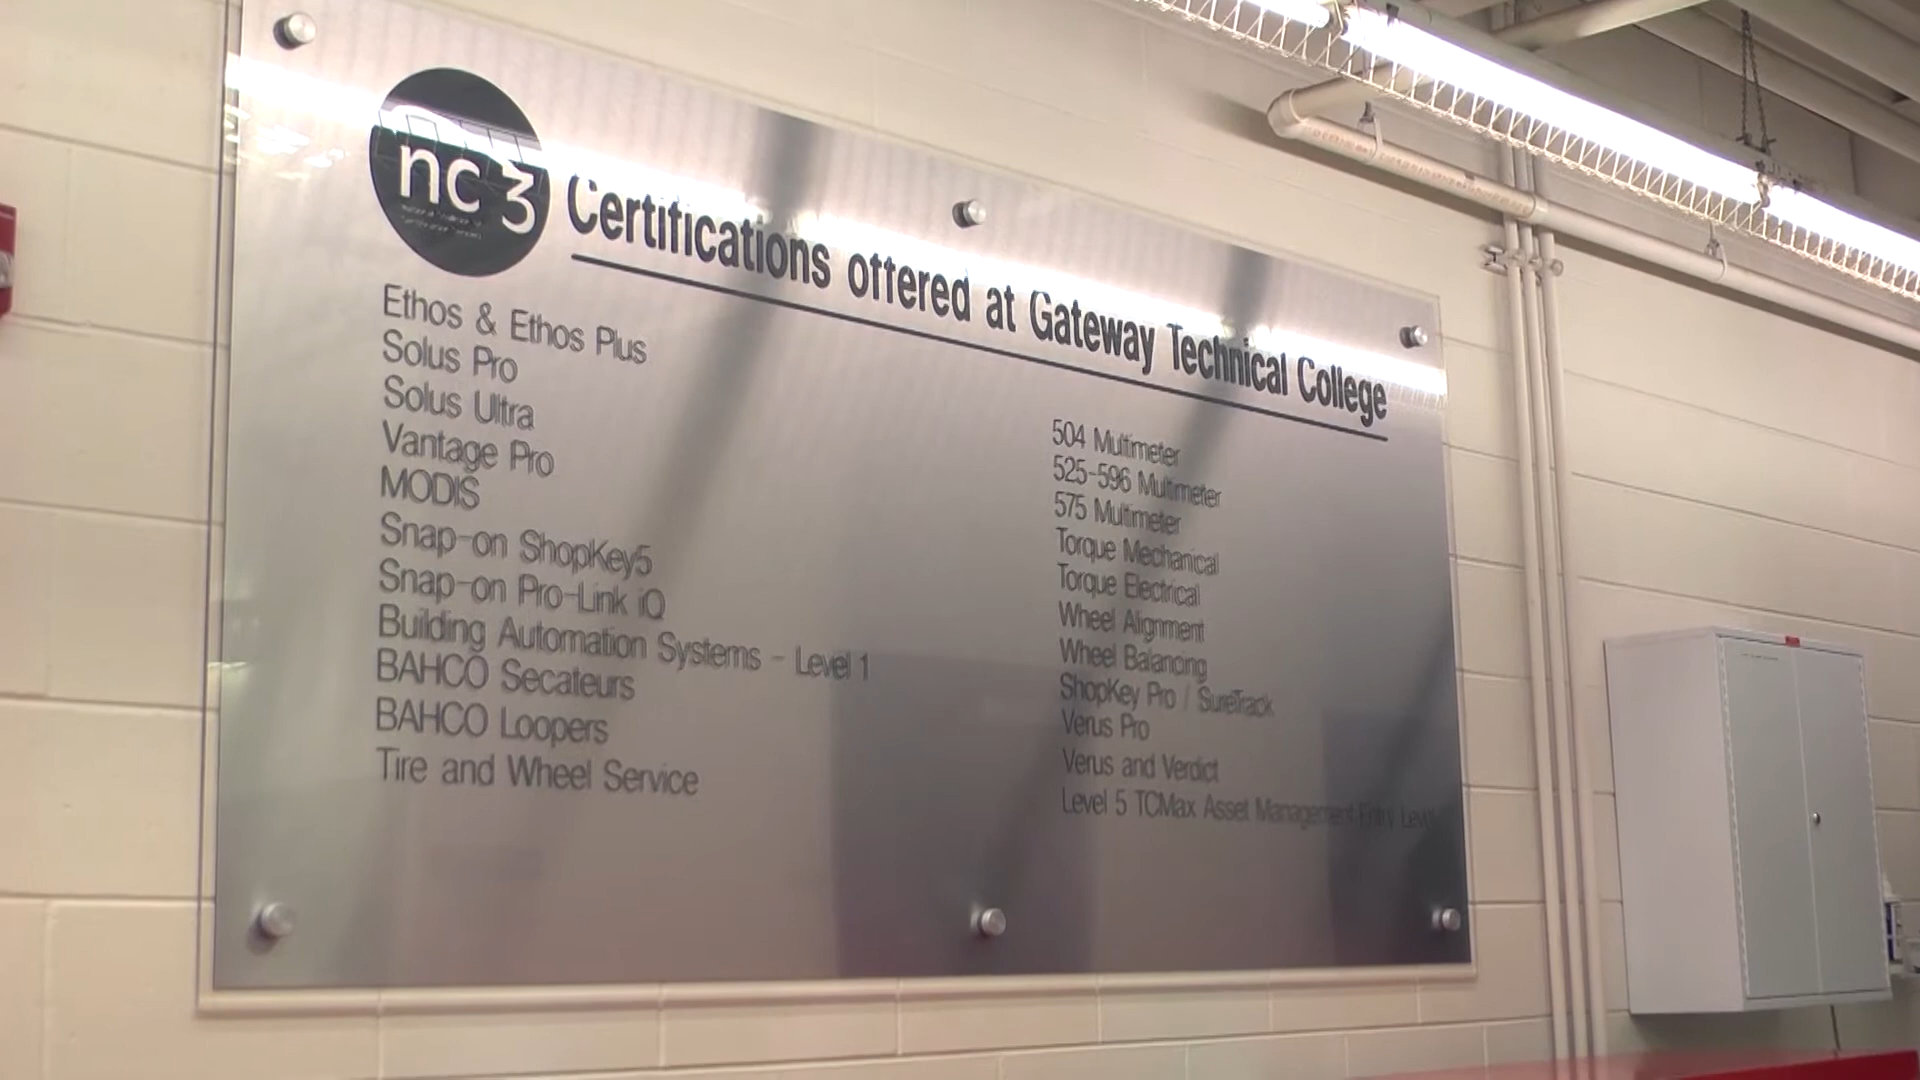 nc3
Certifications offered at Gateway Technical College
Ethos & Ethos Plus
Solus Pro
Solus Ultra
Vantage Pro
MODIS
Snap-on ShopKey5
Snap-on Pro-Link iQ
Building Automation Systems - Level 1
BAHCO Secateurs
BAHCO Loopers
Tire and Wheel Service
504 Multimeter
525-596 Multimeter
575 Multimeter
Torque Mechanical
Torque Electrical
Wheel Alignment
Wheel Balancing
ShopKey Pro / SureTrack
Verus Pro
Verus and Verdict
Level 5 TCMax Asset Management Entry Level